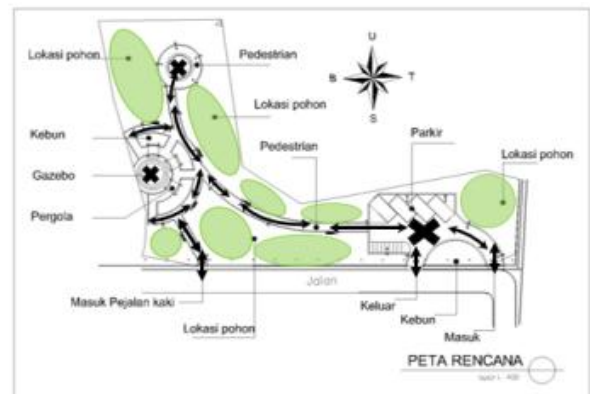 Lokasi pohon
Pedestrian
U
B
T
S
Lokasi pohon
Kebun
Pedestrian
Parkir
Lokasi pohon
Gazebo
Pergola
Jalan
Masuk Pejalan kaki
Keluar
Kebun
Lokasi pohon
Masuk
PETA RENCANA